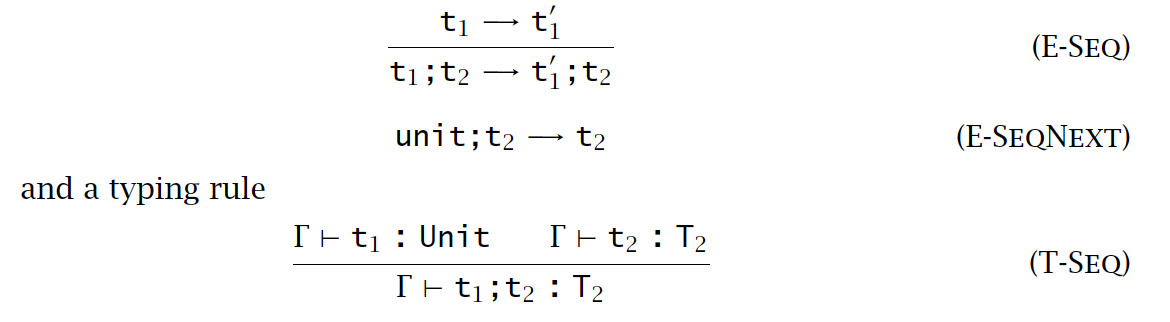 t₁ ⟶ t₁′
t₁;t₂ ⟶ t₁′;t₂ (E-SEQ)
unit;t₂ ⟶ t₂ (E-SEQNEXT)
and a typing rule
Γ ⊢ t₁ : Unit Γ ⊢ t₂ : T₂
Γ ⊢ t₁;t₂ : T₂ (T-SEQ)